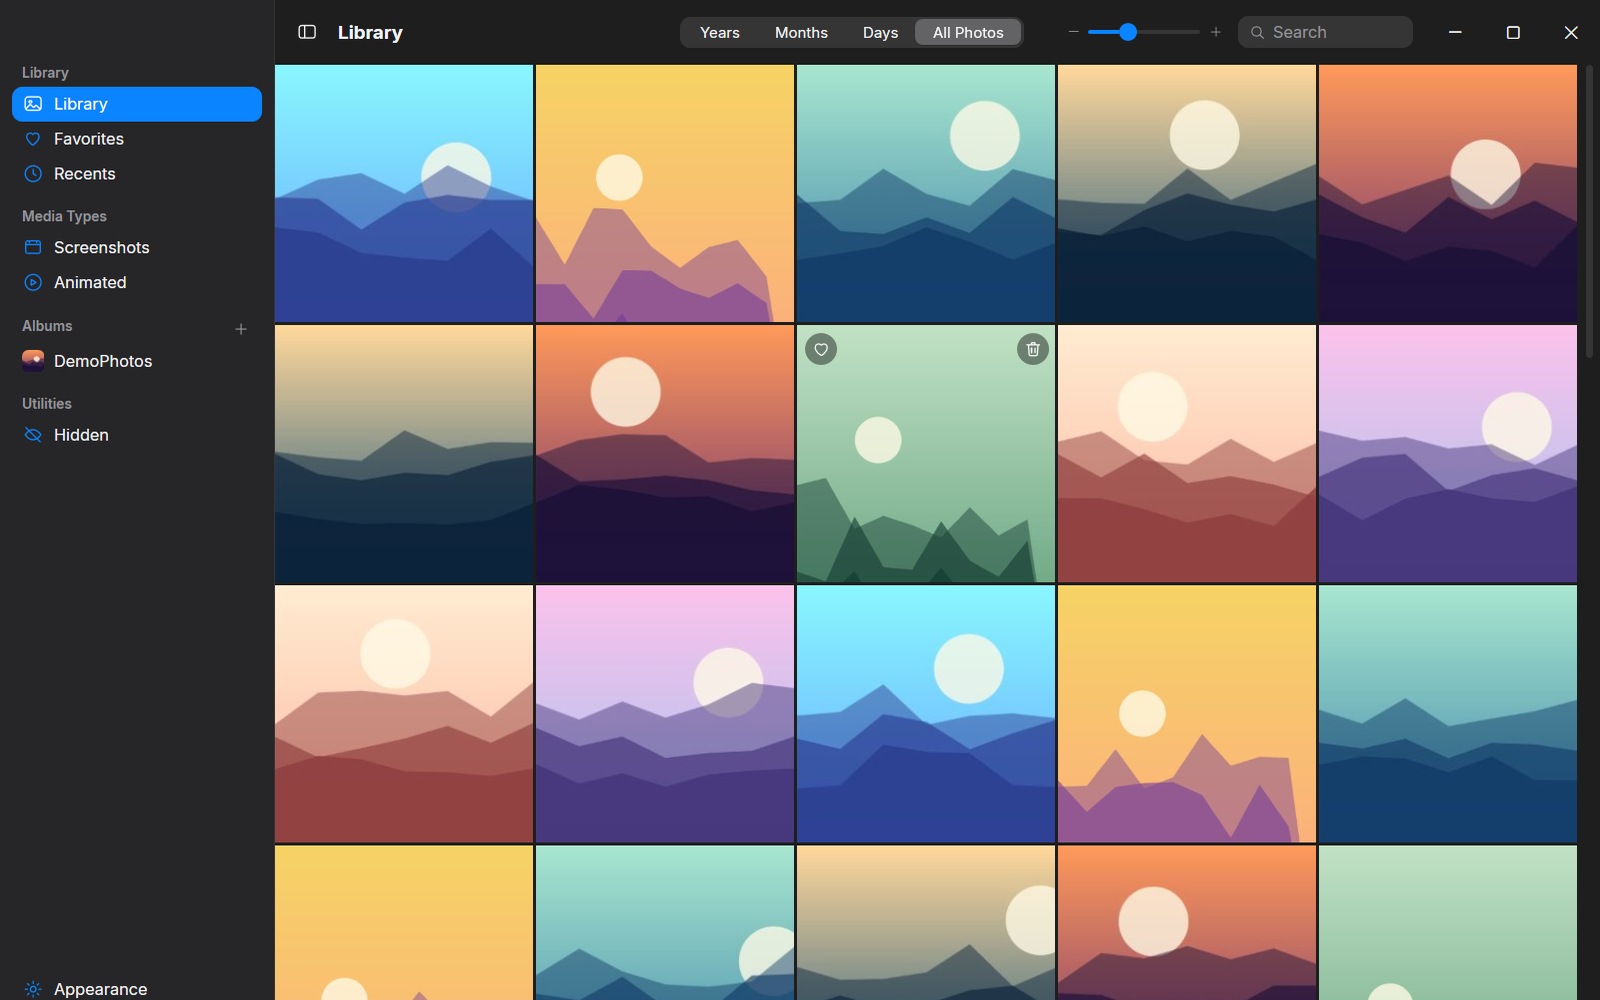 Library
Library
Favorites
Recents
Media Types
Screenshots
Animated
Albums
DemoPhotos
Utilities
Hidden
Appearance
Library
Years
Months
Days
All Photos
Search